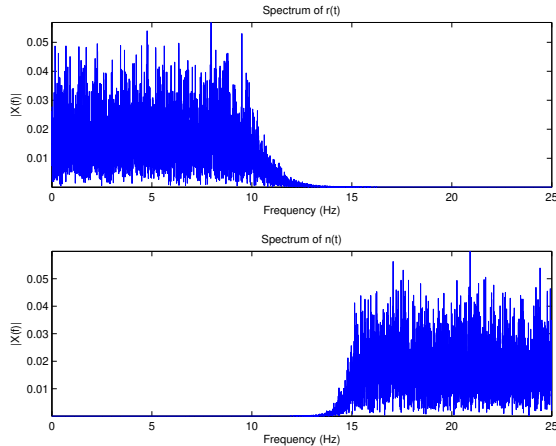 Spectrum of r(t)
0.05
0.04
0.03
0.02
0.01
|X(f)|
0 5 10 15 20 25
Frequency (Hz)
Spectrum of n(t)
0.05
0.04
0.03
0.02
0.01
|X(f)|
0 5 10 15 20 25
Frequency (Hz)